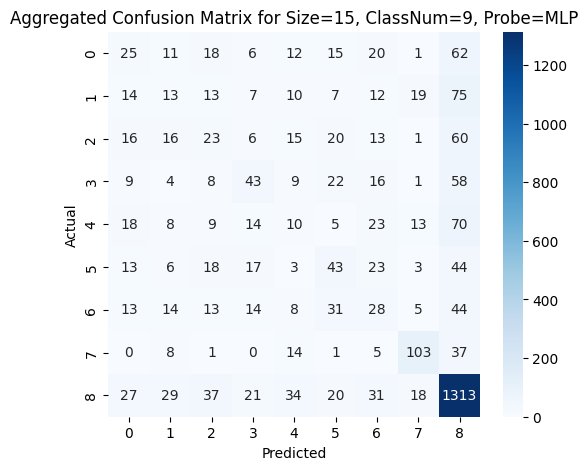 Aggregated Confusion Matrix for Size=15, ClassNum=9, Probe=MLP
0 25 11 18 6 12 15 20 1 62
1 14 13 13 7 10 7 12 19 75
2 16 16 23 6 15 20 13 1 60
3 9 4 8 43 9 22 16 1 58
4 18 8 9 14 10 5 23 13 70
5 13 6 18 17 3 43 23 3 44
6 13 14 13 14 8 31 28 5 44
7 0 8 1 0 14 1 5 103 37
8 27 29 37 21 34 20 31 18 1313
0 1 2 3 4 5 6 7 8
Predicted
Actual
1200
1000
800
600
400
200
0